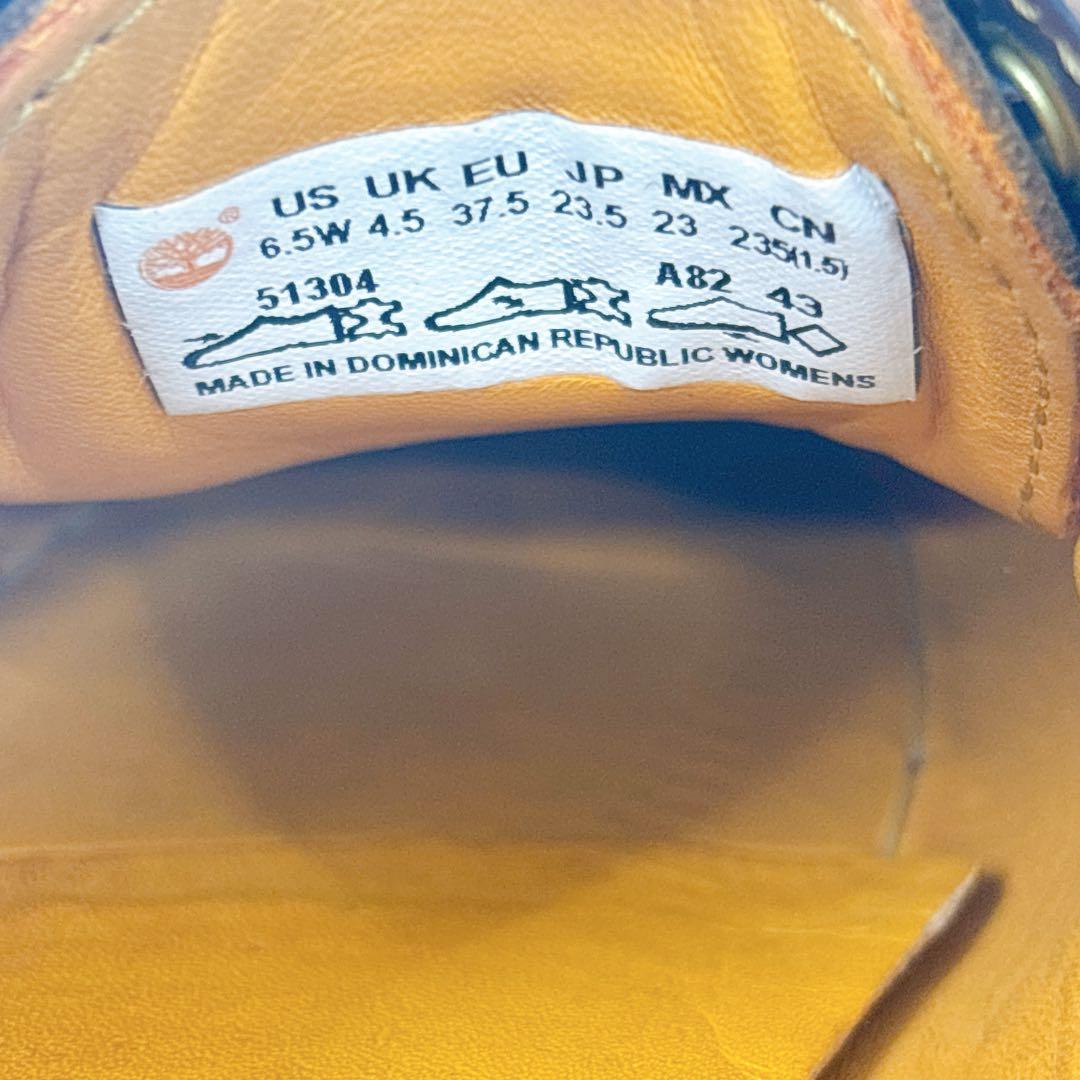 US UK EU JP MX CN
®
6.5W 4.5 37.5 23.5 23 235(1.5)
51304 A82 43
MADE IN DOMINICAN REPUBLIC WOMENS